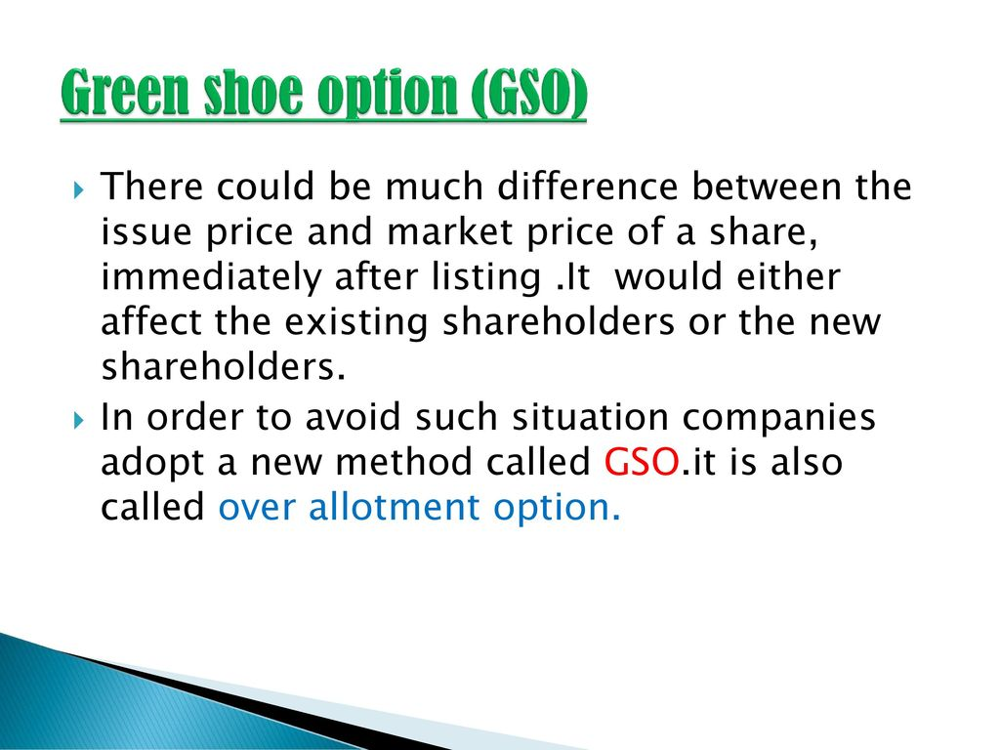 Green shoe option (GSO)
There could be much difference between the
issue price and market price of a share,
immediately after listing .It  would either
affect the existing shareholders or the new
shareholders.
In order to avoid such situation companies
adopt a new method called GSO.it is also
called over allotment option.